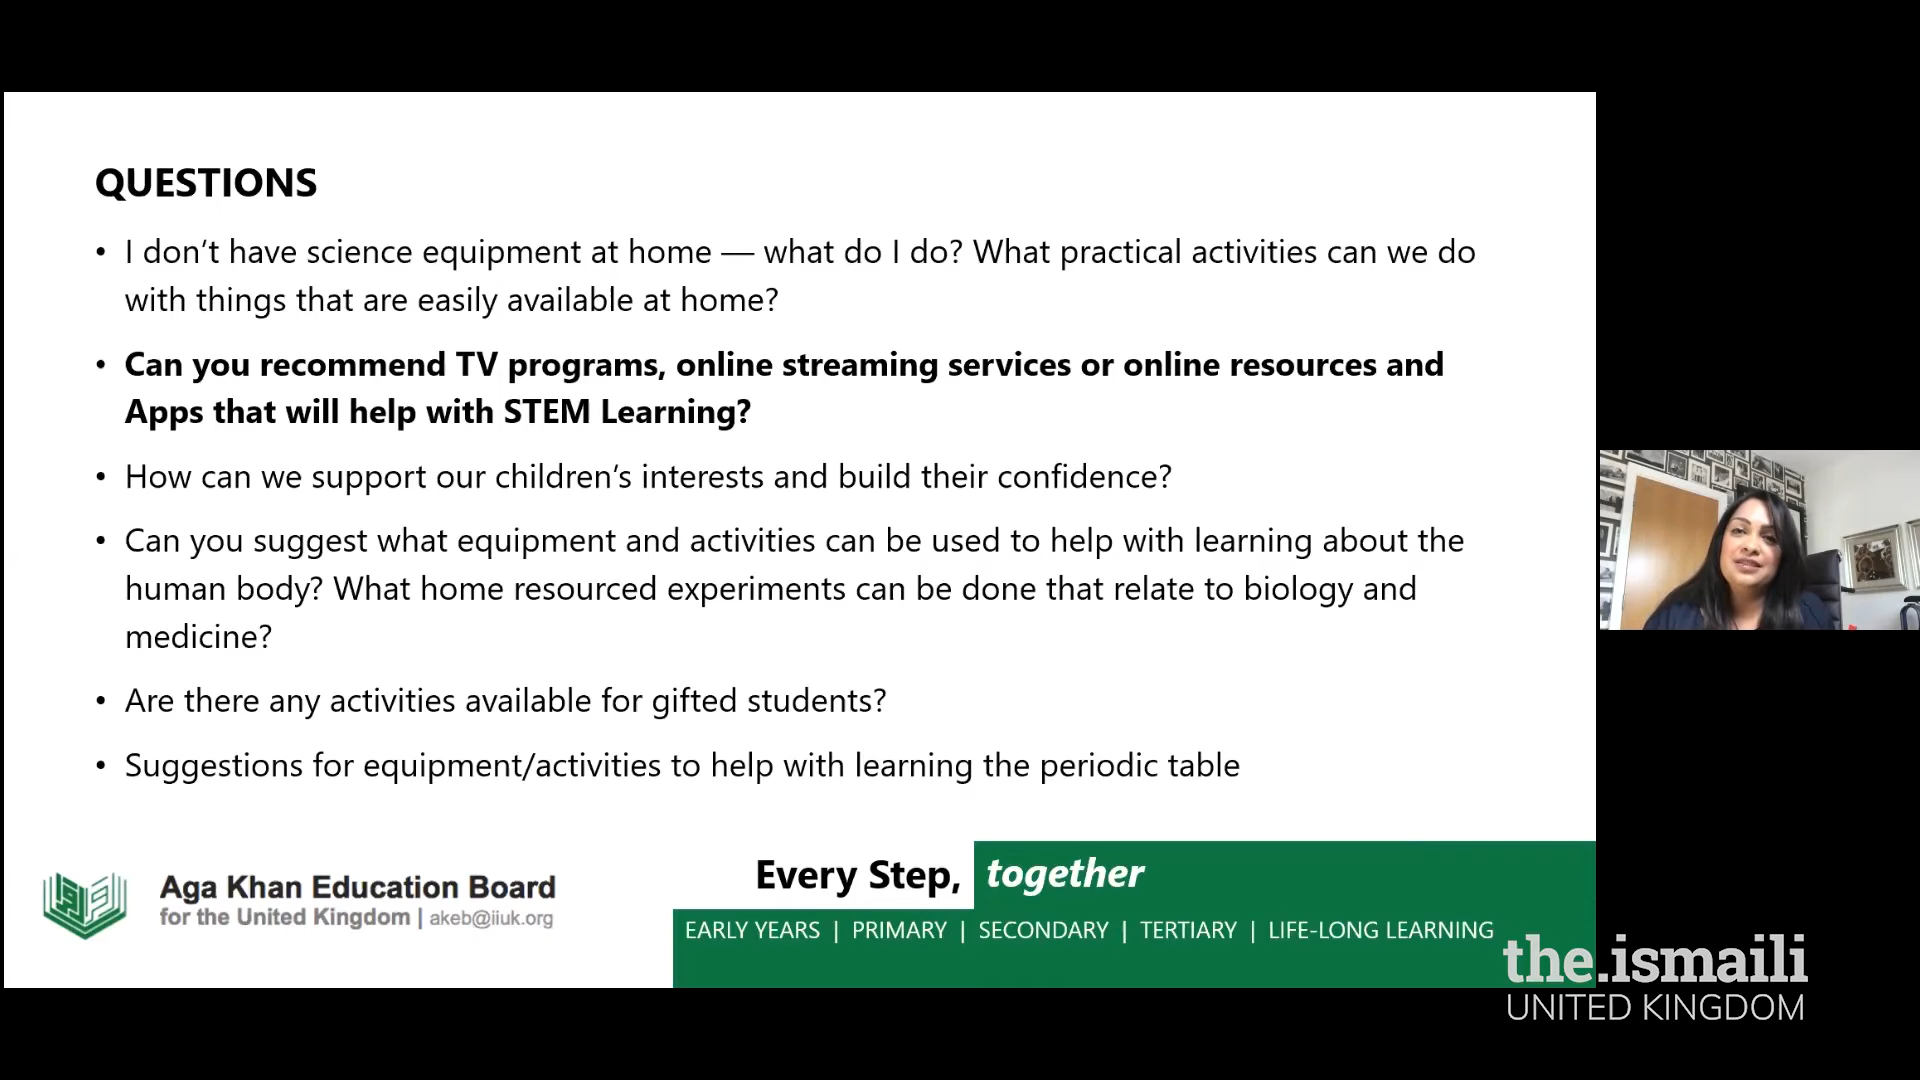 QUESTIONS
• I don’t have science equipment at home — what do I do? What practical activities can we do
with things that are easily available at home?
• Can you recommend TV programs, online streaming services or online resources and
Apps that will help with STEM Learning?
• How can we support our children’s interests and build their confidence?
• Can you suggest what equipment and activities can be used to help with learning about the
human body? What home resourced experiments can be done that relate to biology and
medicine?
• Are there any activities available for gifted students?
• Suggestions for equipment/activities to help with learning the periodic table
Aga Khan Education Board
for the United Kingdom | akeb@iiuk.org
Every Step, together
EARLY YEARS | PRIMARY | SECONDARY | TERTIARY | LIFE-LONG LEARNING
the.ismaili
UNITED KINGDOM